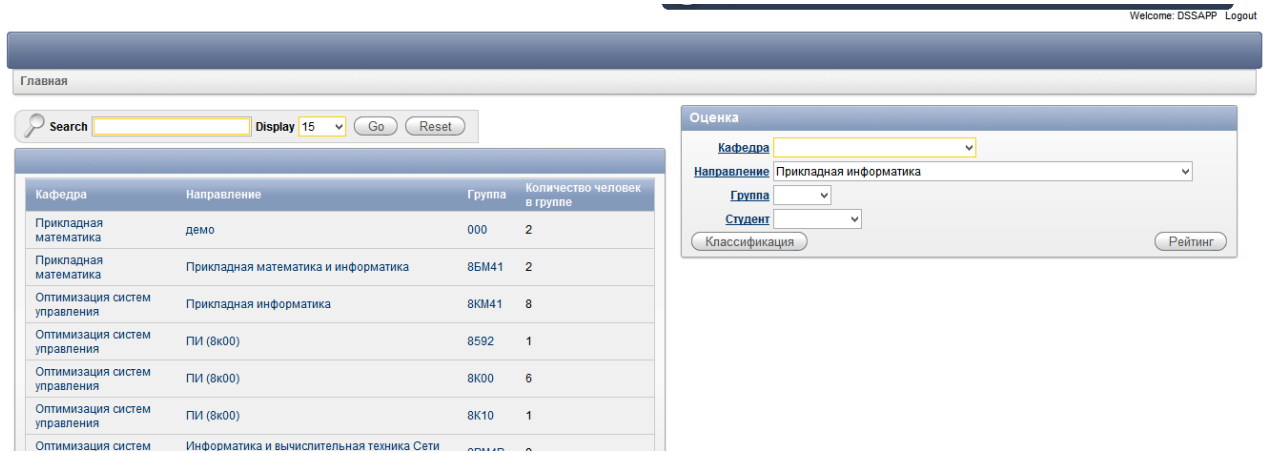 Welcome: DSSAPP Logout
Главная
Search Display 15 Go Reset
Оценка
Кафедра
Направление Прикладная информатика
Группа
Студент
Классификация Рейтинг
Кафедра Направление Группа Количество человек
в группе
Прикладная
математика демо 000 2
Прикладная
математика Прикладная математика и информатика 8БМ41 2
Оптимизация систем
управления Прикладная информатика 8КМ41 8
Оптимизация систем
управления ПИ (8к00) 8592 1
Оптимизация систем
управления ПИ (8к00) 8К00 6
Оптимизация систем
управления ПИ (8к00) 8К10 1
Оптимизация систем Информатика и вычислительная техника Сети